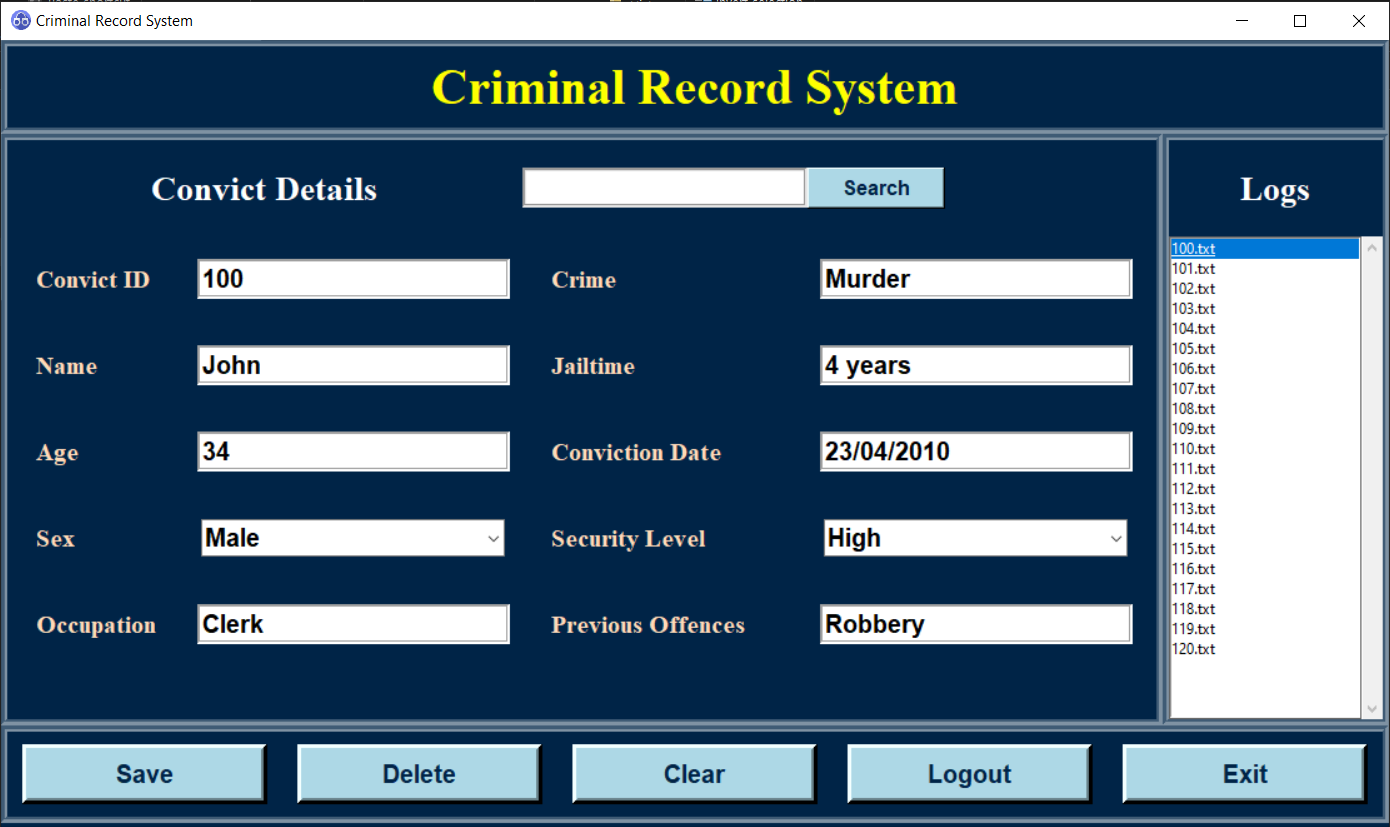 Criminal Record System
Criminal Record System
Convict Details
Search
Logs
Convict ID 100 Crime Murder
Name John Jailtime 4 years
Age 34 Conviction Date 23/04/2010
Sex Male Security Level High
Occupation Clerk Previous Offences Robbery
100.txt
101.txt
102.txt
103.txt
104.txt
105.txt
106.txt
107.txt
108.txt
109.txt
110.txt
111.txt
112.txt
113.txt
114.txt
115.txt
116.txt
117.txt
118.txt
119.txt
120.txt
Save Delete Clear Logout Exit